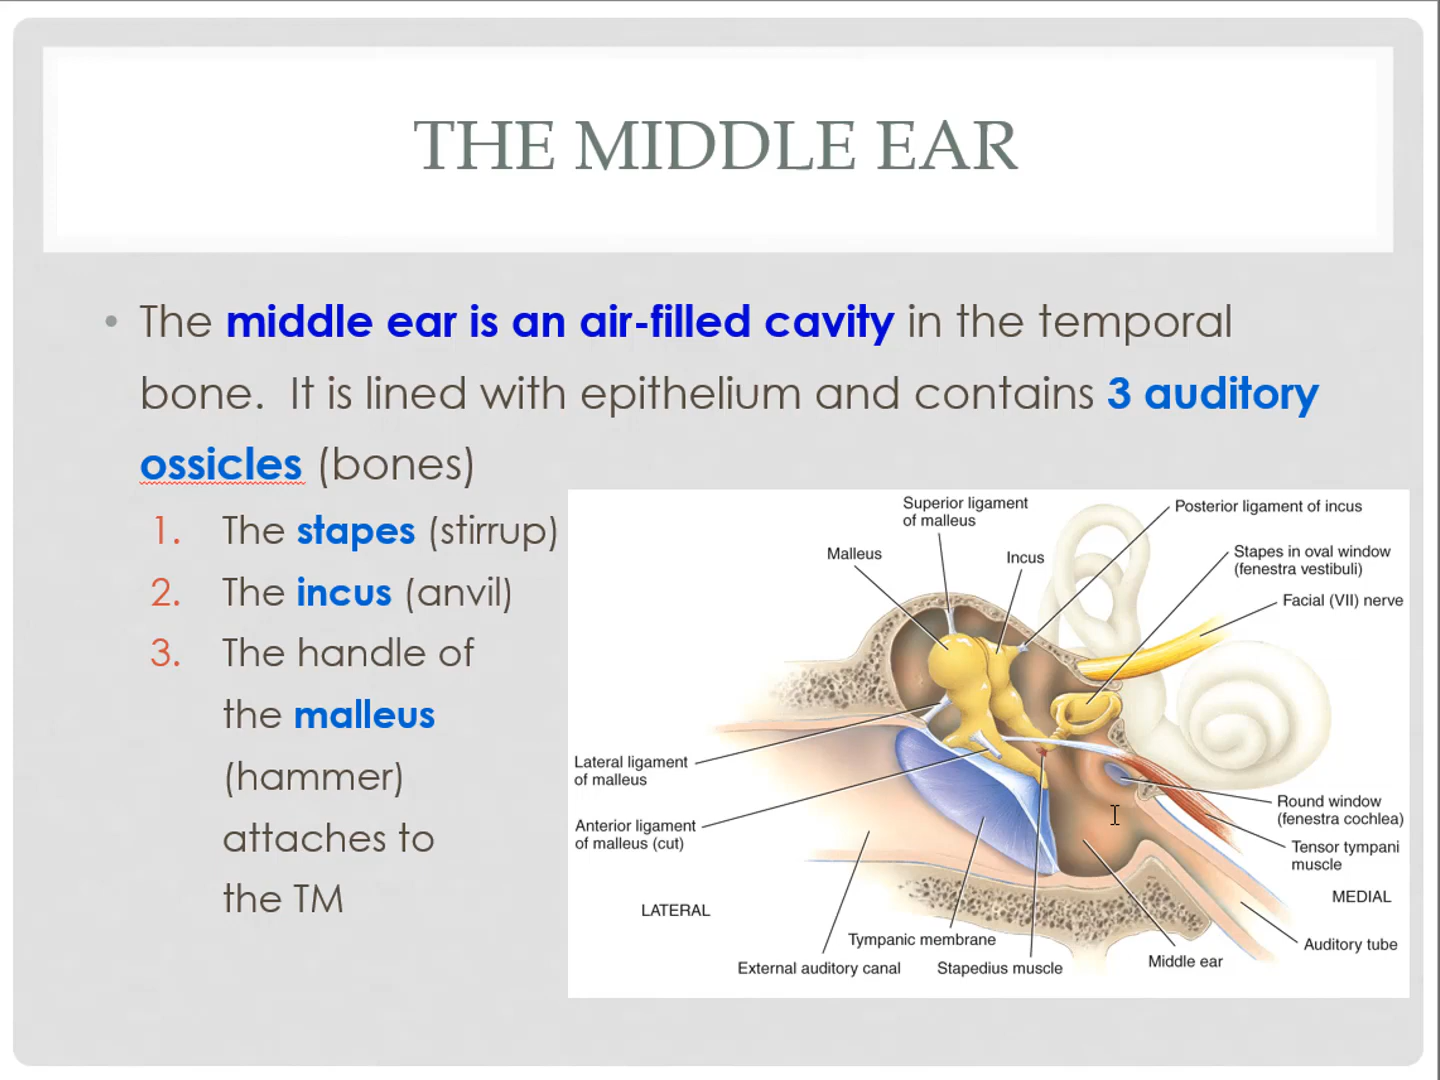 THE MIDDLE EAR
• The middle ear is an air-filled cavity in the temporal
bone. It is lined with epithelium and contains 3 auditory
ossicles (bones)
1. The stapes (stirrup)
2. The incus (anvil)
3. The handle of
the malleus
(hammer)
attaches to
the TM
Superior ligament
of malleus
Posterior ligament of incus
Malleus
Incus
Stapes in oval window
(fenestra vestibuli)
Facial (VII) nerve
Lateral ligament
of malleus
Anterior ligament
of malleus (cut)
Round window
(fenestra cochlea)
Tensor tympani
muscle
LATERAL
MEDIAL
Tympanic membrane
Auditory tube
External auditory canal
Stapedius muscle
Middle ear